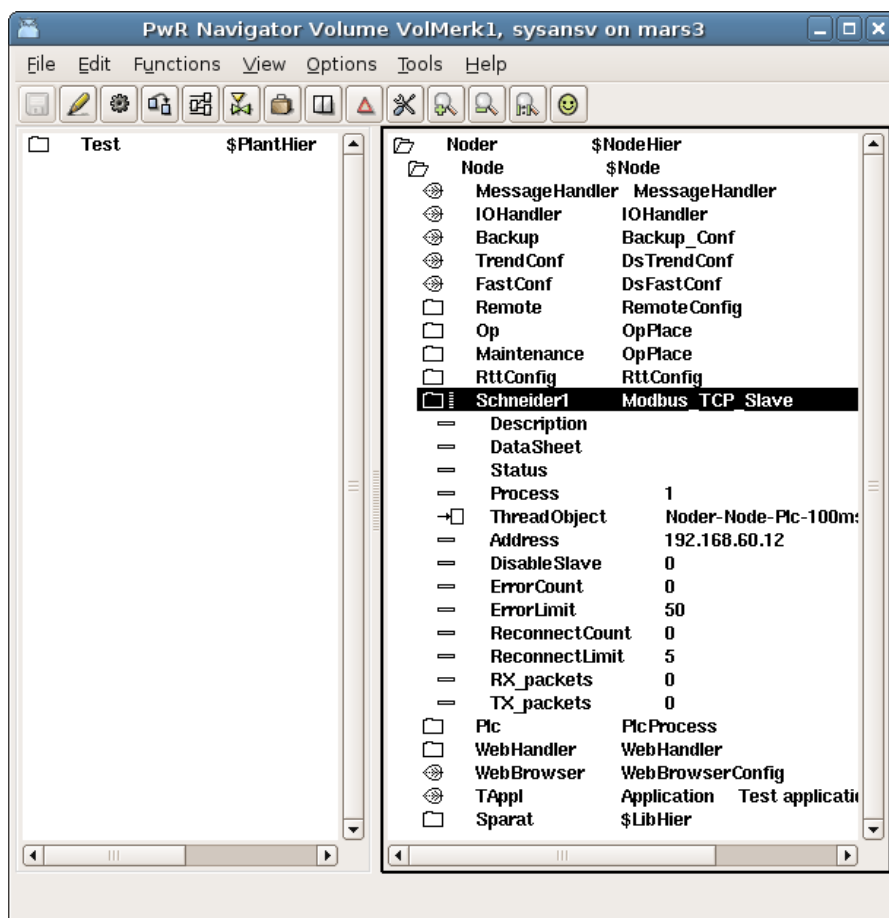 PwR Navigator Volume VolMerk1, sysansv on mars3
File Edit Functions View Options Tools Help
Test $PlantHier
Noder $NodeHier
Node $Node
MessageHandler MessageHandler
IOHandler IOHandler
Backup Backup_Conf
TrendConf DsTrendConf
FastConf DsFastConf
Remote RemoteConfig
Op OpPlace
Maintenance OpPlace
RttConfig RttConfig
Schneider1 Modbus_TCP_Slave
Description
DataSheet
Status
Process 1
ThreadObject Noder-Node-Plc-100ms
Address 192.168.60.12
DisableSlave 0
ErrorCount 0
ErrorLimit 50
ReconnectCount 0
ReconnectLimit 5
RX_packets 0
TX_packets 0
Plc PlcProcess
WebHandler WebHandler
WebBrowser WebBrowserConfig
TAppl Application Test applicati
Sparat $LibHier